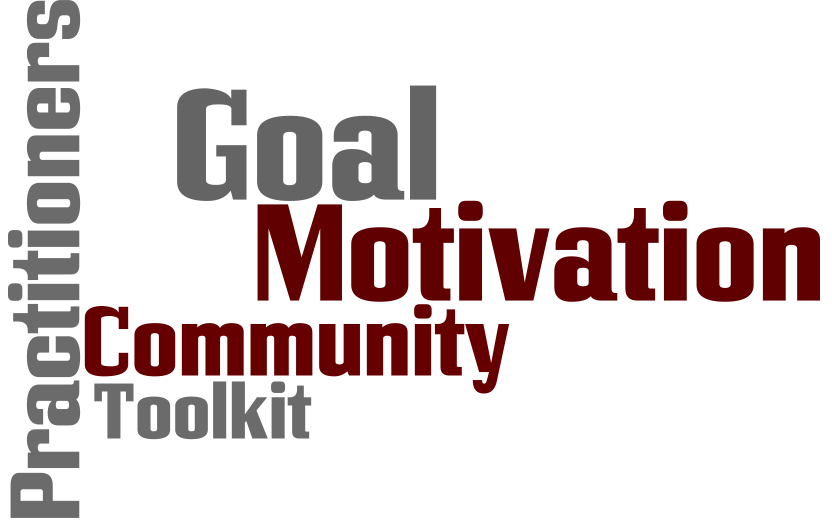 Practitioners
Goal
Motivation
Community
Toolkit